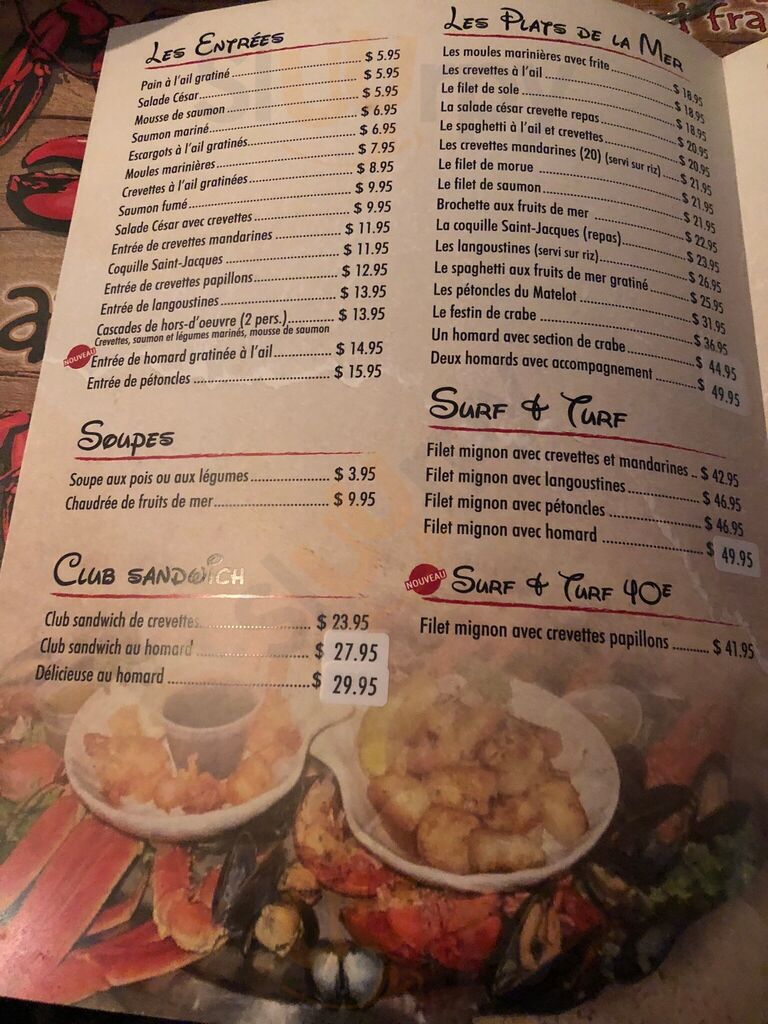 Les Entrées
Pain à l'ail gratiné $ 5.95
Salade César $ 5.95
Mousse de saumon $ 5.95
Saumon mariné $ 6.95
Escargots à l'ail gratinés $ 6.95
Moules marinières $ 7.95
Crevettes à l'ail gratinées $ 8.95
Saumon fumé $ 9.95
Salade César avec crevettes $ 9.95
Entrée de crevettes mandarines $ 11.95
Coquille Saint-Jacques $ 11.95
Entrée de crevettes papillons $ 12.95
Entrée de langoustines $ 13.95
Cascades de hors-d'oeuvre (2 pers.) $ 13.95
Crevettes, saumon et légumes marinés, mousse de saumon
NOUVEAU Entrée de homard gratinée à l'ail $ 14.95
Entrée de pétoncles $ 15.95
Soupes
Soupe aux pois ou aux légumes $ 3.95
Chaudrée de fruits de mer $ 9.95
Club sandwich
Club sandwich de crevettes $ 23.95
Club sandwich au homard $ 27.95
Délicieuse au homard $ 29.95
Les Plats de la Mer
Les moules marinières avec frite $ 18.95
Les crevettes à l'ail $ 18.95
Le filet de sole $ 18.95
La salade césar crevette repas $ 20.95
Le spaghetti à l'ail et crevettes $ 20.95
Les crevettes mandarines (20) (servi sur riz) $ 21.95
Le filet de morue $ 21.95
Le filet de saumon $ 21.95
Brochette aux fruits de mer $ 22.95
La coquille Saint-Jacques (repas) $ 23.95
Les langoustines (servi sur riz) $ 26.95
Le spaghetti aux fruits de mer gratiné $ 25.95
Les pétoncles du Matelot $ 31.95
Le festin de crabe $ 36.95
Un homard avec section de crabe $ 44.95
Deux homards avec accompagnement $ 49.95
Surf & Turf
Filet mignon avec crevettes et mandarines $ 42.95
Filet mignon avec langoustines $ 46.95
Filet mignon avec pétoncles $ 46.95
Filet mignon avec homard $ 49.95
NOUVEAU Surf & Turf 40e
Filet mignon avec crevettes papillons $ 41.95
fra
a